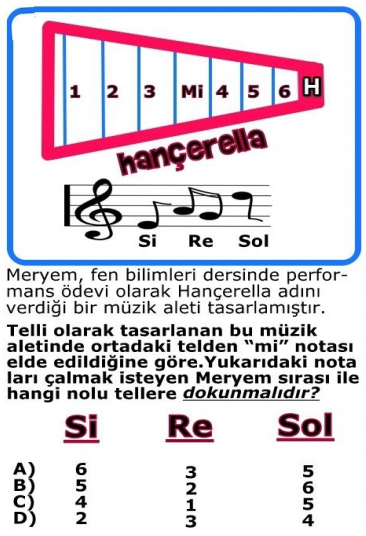 1 2 3 Mi 4 5 6 H
hançerella
Si Re Sol
Meryem, fen bilimleri dersinde perfor-
mans ödevi olarak Hançerella adını
verdiği bir müzik aleti tasarlamıştır.
Telli olarak tasarlanan bu müzik
aletinde ortadaki telden “mi” notası
elde edildiğine göre.Yukarıdaki nota
ları çalmak isteyen Meryem sırası ile
hangi nolu tellere dokunmalıdır?
Si Re Sol
A) 6 3 5
B) 5 2 6
C) 4 1 5
D) 2 3 4